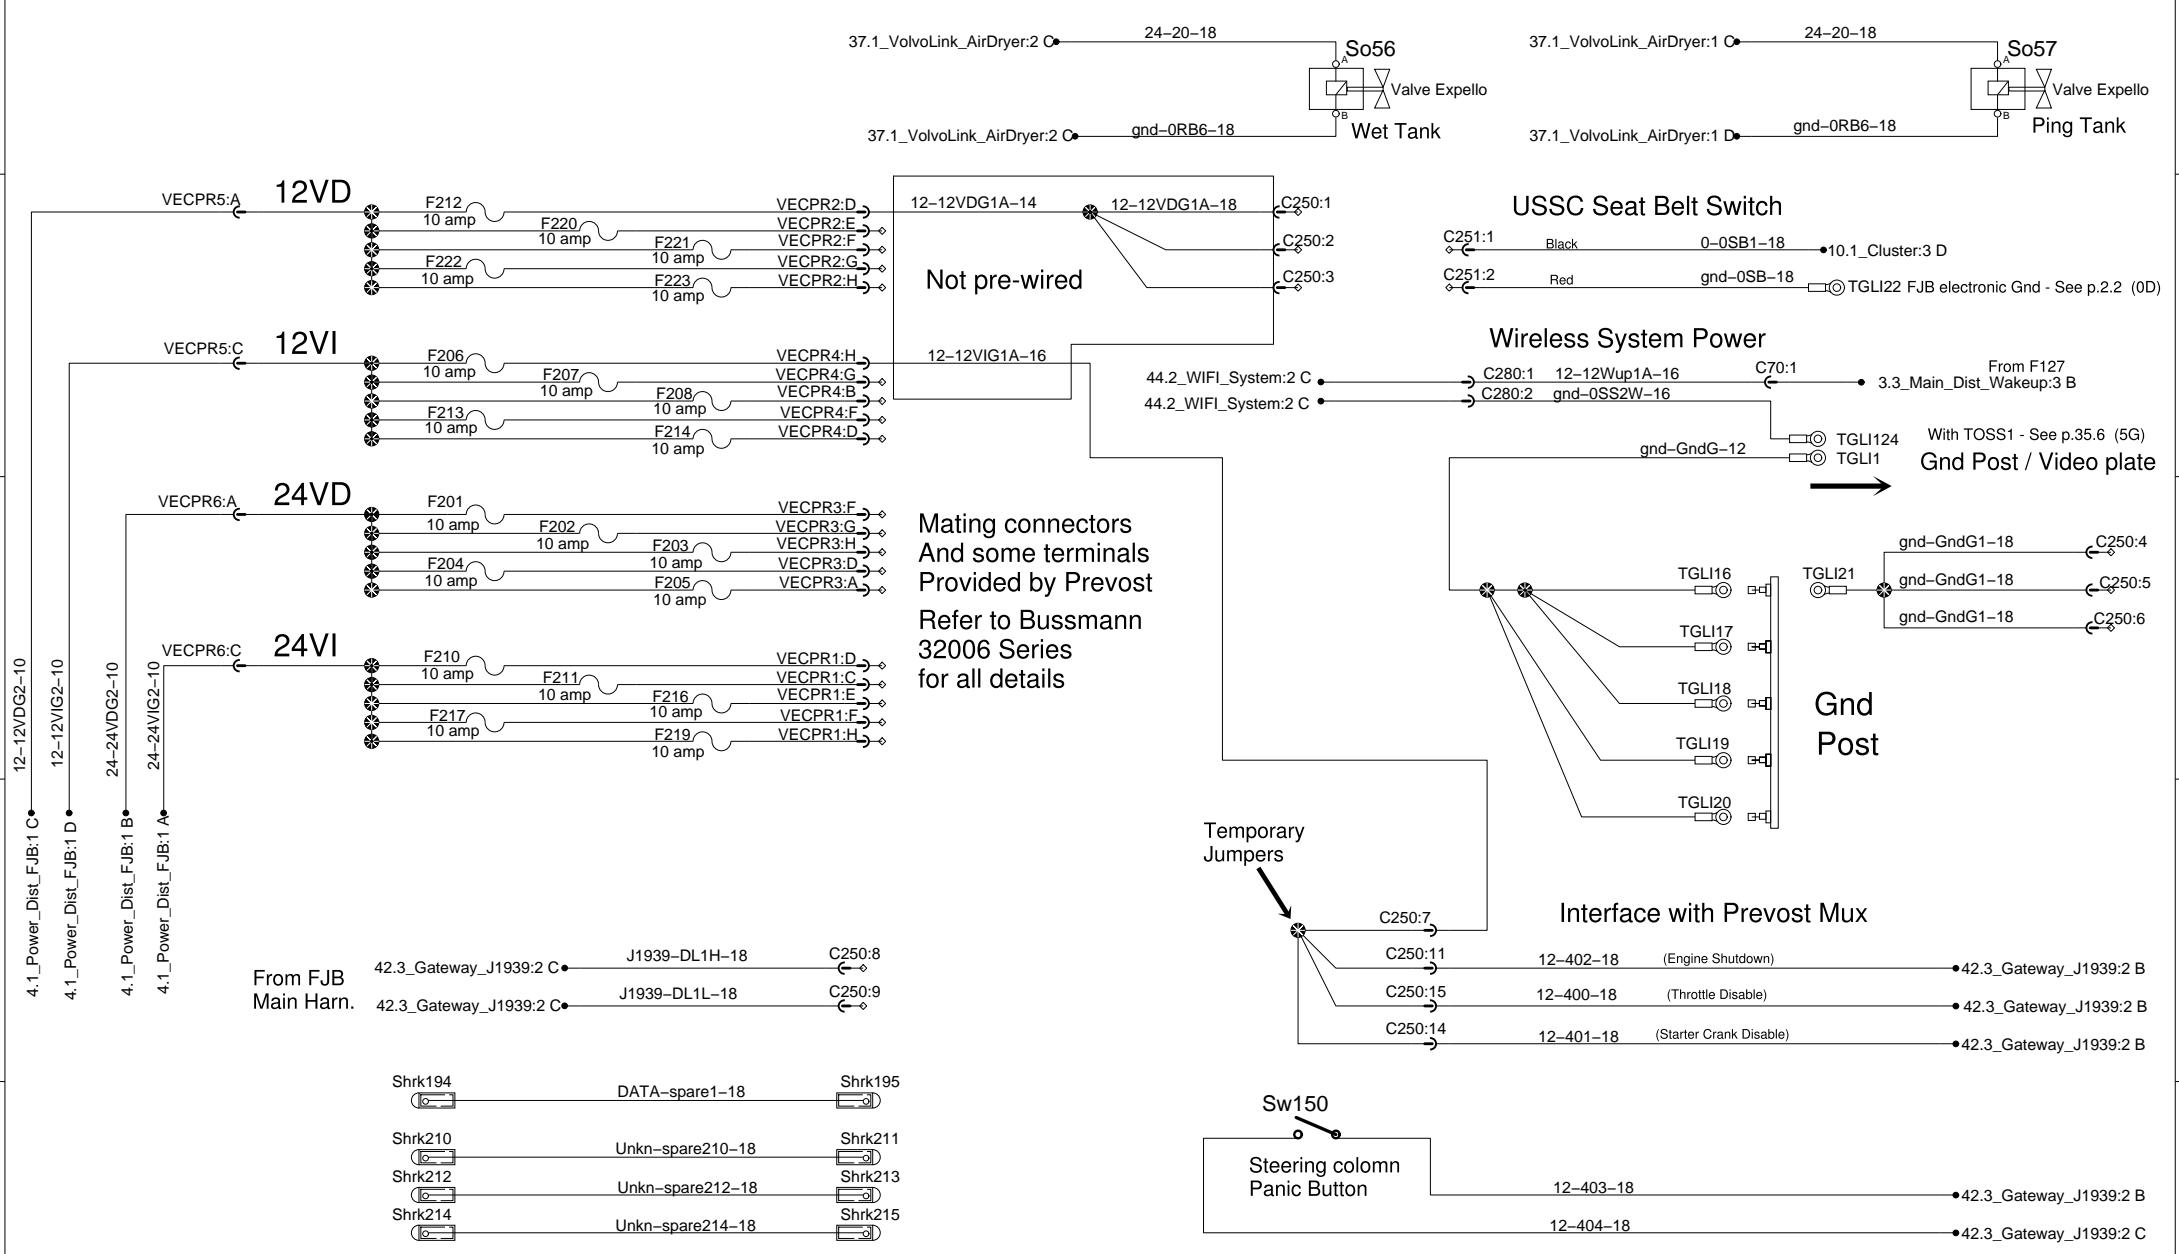 37.1_VolvoLink_AirDryer:2 C
24-20-18
So56
A
Valve Expello
B
Wet Tank
37.1_VolvoLink_AirDryer:2 C
gnd-0RB6-18
37.1_VolvoLink_AirDryer:1 C
24-20-18
So57
A
Valve Expello
B
Ping Tank
37.1_VolvoLink_AirDryer:1 D
gnd-0RB6-18
VECPR5:A
12VD
F212
10 amp
F220
10 amp
F221
10 amp
F222
10 amp
F223
10 amp
VECPR2:D
VECPR2:E
VECPR2:F
VECPR2:G
VECPR2:H
12-12VDG1A-14
12-12VDG1A-18
C250:1
C250:2
C250:3
Not pre-wired
USSC Seat Belt Switch
C251:1
Black
0-0SB1-18
10.1_Cluster:3 D
C251:2
Red
gnd-0SB-18
TGLI22 FJB electronic Gnd - See p.2.2 (0D)
VECPR5:C
12VI
F206
10 amp
F207
10 amp
F208
10 amp
F213
10 amp
F214
10 amp
VECPR4:H
VECPR4:G
VECPR4:B
VECPR4:F
VECPR4:D
12-12VIG1A-16
Wireless System Power
44.2_WIFI_System:2 C
C280:1
12-12Wup1A-16
C70:1
From F127
3.3_Main_Dist_Wakeup:3 B
44.2_WIFI_System:2 C
C280:2
gnd-0SS2W-16
TGLI124
With TOSS1 - See p.35.6 (5G)
gnd-GndG-12
TGLI1
Gnd Post / Video plate
VECPR6:A
24VD
F201
10 amp
F202
10 amp
F203
10 amp
F204
10 amp
F205
10 amp
VECPR3:F
VECPR3:G
VECPR3:H
VECPR3:D
VECPR3:A
Mating connectors
And some terminals
Provided by Prevost
Refer to Bussmann
32006 Series
for all details
TGLI16
TGLI17
TGLI18
TGLI19
TGLI20
TGLI21
gnd-GndG1-18
C250:4
gnd-GndG1-18
C250:5
gnd-GndG1-18
C250:6
Gnd
Post
VECPR6:C
24VI
F210
10 amp
F211
10 amp
F216
10 amp
F217
10 amp
F219
10 amp
VECPR1:D
VECPR1:C
VECPR1:E
VECPR1:F
VECPR1:H
12-12VDG2-10
12-12VIG2-10
24-24VDG2-10
24-24VIG2-10
4.1_Power_Dist_FJB:1 C
4.1_Power_Dist_FJB:1 D
4.1_Power_Dist_FJB:1 B
4.1_Power_Dist_FJB:1 A
Temporary
Jumpers
Interface with Prevost Mux
C250:7
C250:11
12-402-18
(Engine Shutdown)
42.3_Gateway_J1939:2 B
C250:15
12-400-18
(Throttle Disable)
42.3_Gateway_J1939:2 B
C250:14
12-401-18
(Starter Crank Disable)
42.3_Gateway_J1939:2 B
From FJB
Main Harn.
42.3_Gateway_J1939:2 C
J1939-DL1H-18
C250:8
42.3_Gateway_J1939:2 C
J1939-DL1L-18
C250:9
Shrk194
DATA-spare1-18
Shrk195
Shrk210
Unkn-spare210-18
Shrk211
Shrk212
Unkn-spare212-18
Shrk213
Shrk214
Unkn-spare214-18
Shrk215
Sw150
Steering colomn
Panic Button
12-403-18
42.3_Gateway_J1939:2 B
12-404-18
42.3_Gateway_J1939:2 C